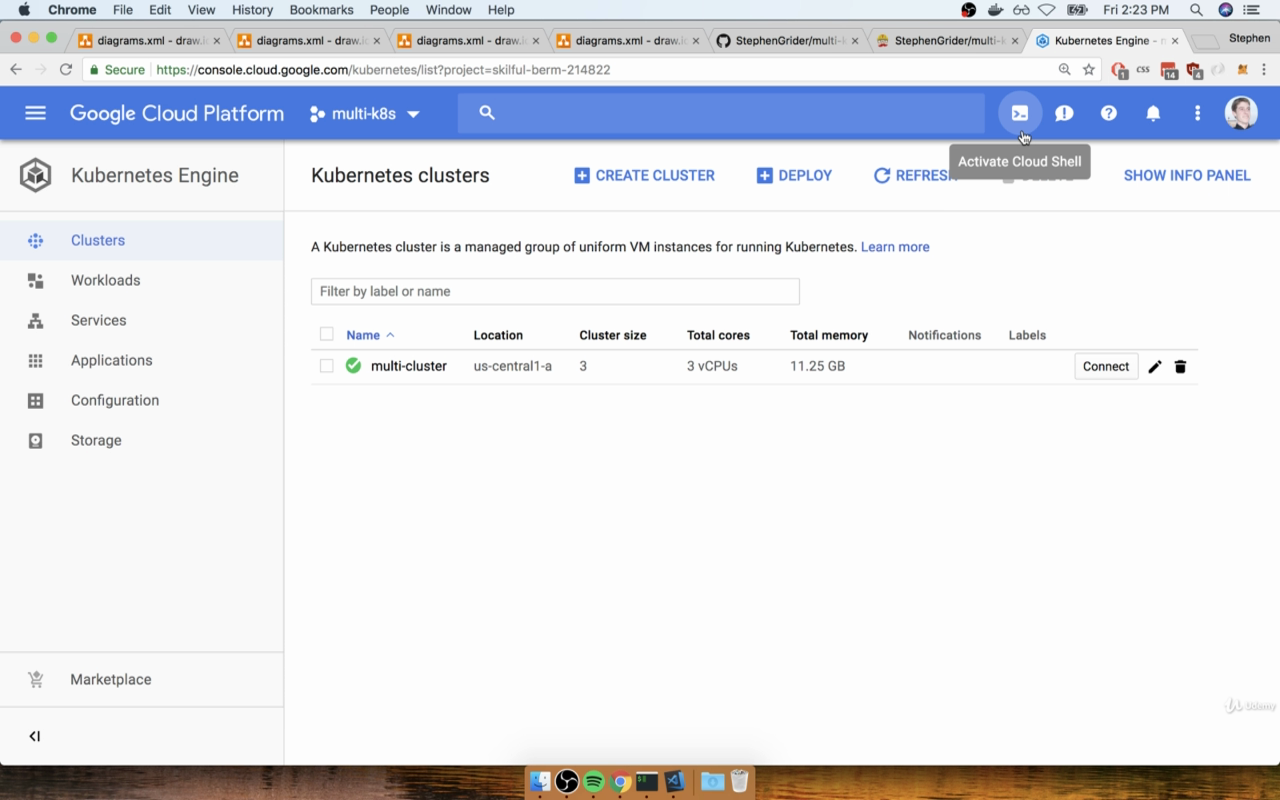 Chrome File Edit View History Bookmarks People Window Help Fri 2:23 PM
diagrams.xml - draw.i diagrams.xml - draw.i diagrams.xml - draw.i diagrams.xml - draw.i StephenGrider/multi-k StephenGrider/multi-k Kubernetes Engine - Stephen
Secure https://console.cloud.google.com/kubernetes/list?project=skilful-berm-214822 1 CSS 14 4
Google Cloud Platform multi-k8s
Activate Cloud Shell
Kubernetes Engine Kubernetes clusters CREATE CLUSTER DEPLOY REFRESH DELETE SHOW INFO PANEL
Clusters
Workloads
Services
Applications
Configuration
Storage
A Kubernetes cluster is a managed group of uniform VM instances for running Kubernetes. Learn more
Filter by label or name
Name Location Cluster size Total cores Total memory Notifications Labels
multi-cluster us-central1-a 3 3 vCPUs 11.25 GB Connect
Marketplace
Udemy